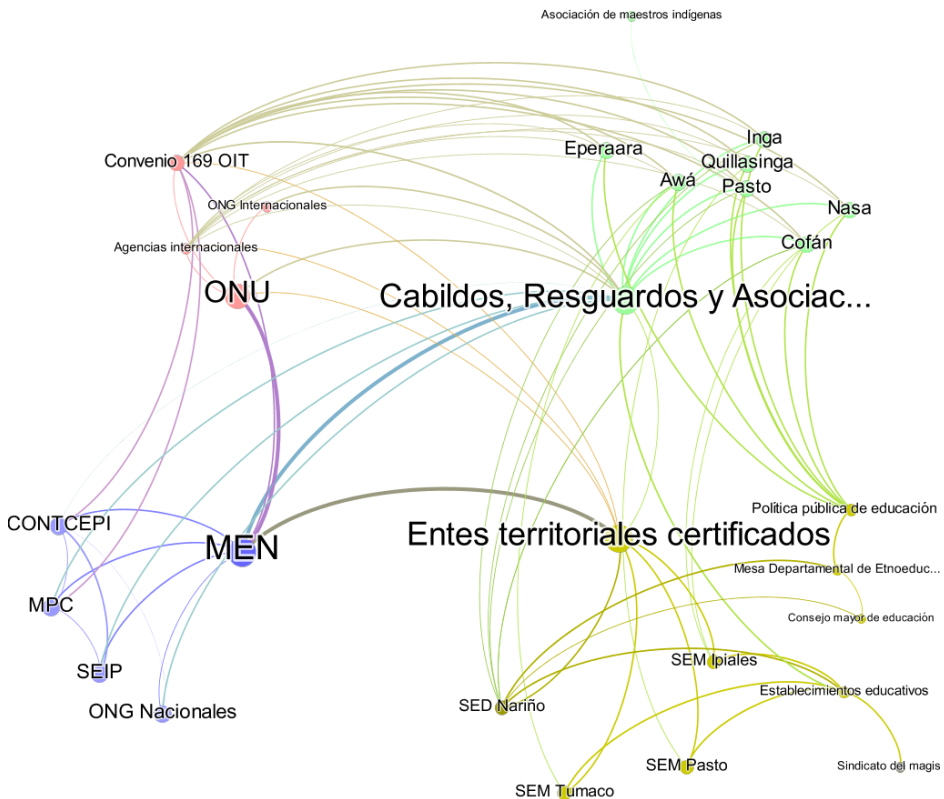 Asociación de maestros indígenas
Inga
Eperaara
Quillasinga
Convenio 169 OIT
Awá
Pasto
ONG Internacionales
Nasa
Agencias internacionales
Cofán
ONU
Cabildos, Resguardos y Asociac...
Política pública de educación
CONTCEPI
Entes territoriales certificados
MEN
Mesa Departamental de Etnoeduc...
MPC
Consejo mayor de educación
SEM Ipiales
SEIP
Establecimientos educativos
SED Nariño
ONG Nacionales
SEM Pasto
Sindicato del magis
SEM Tumaco